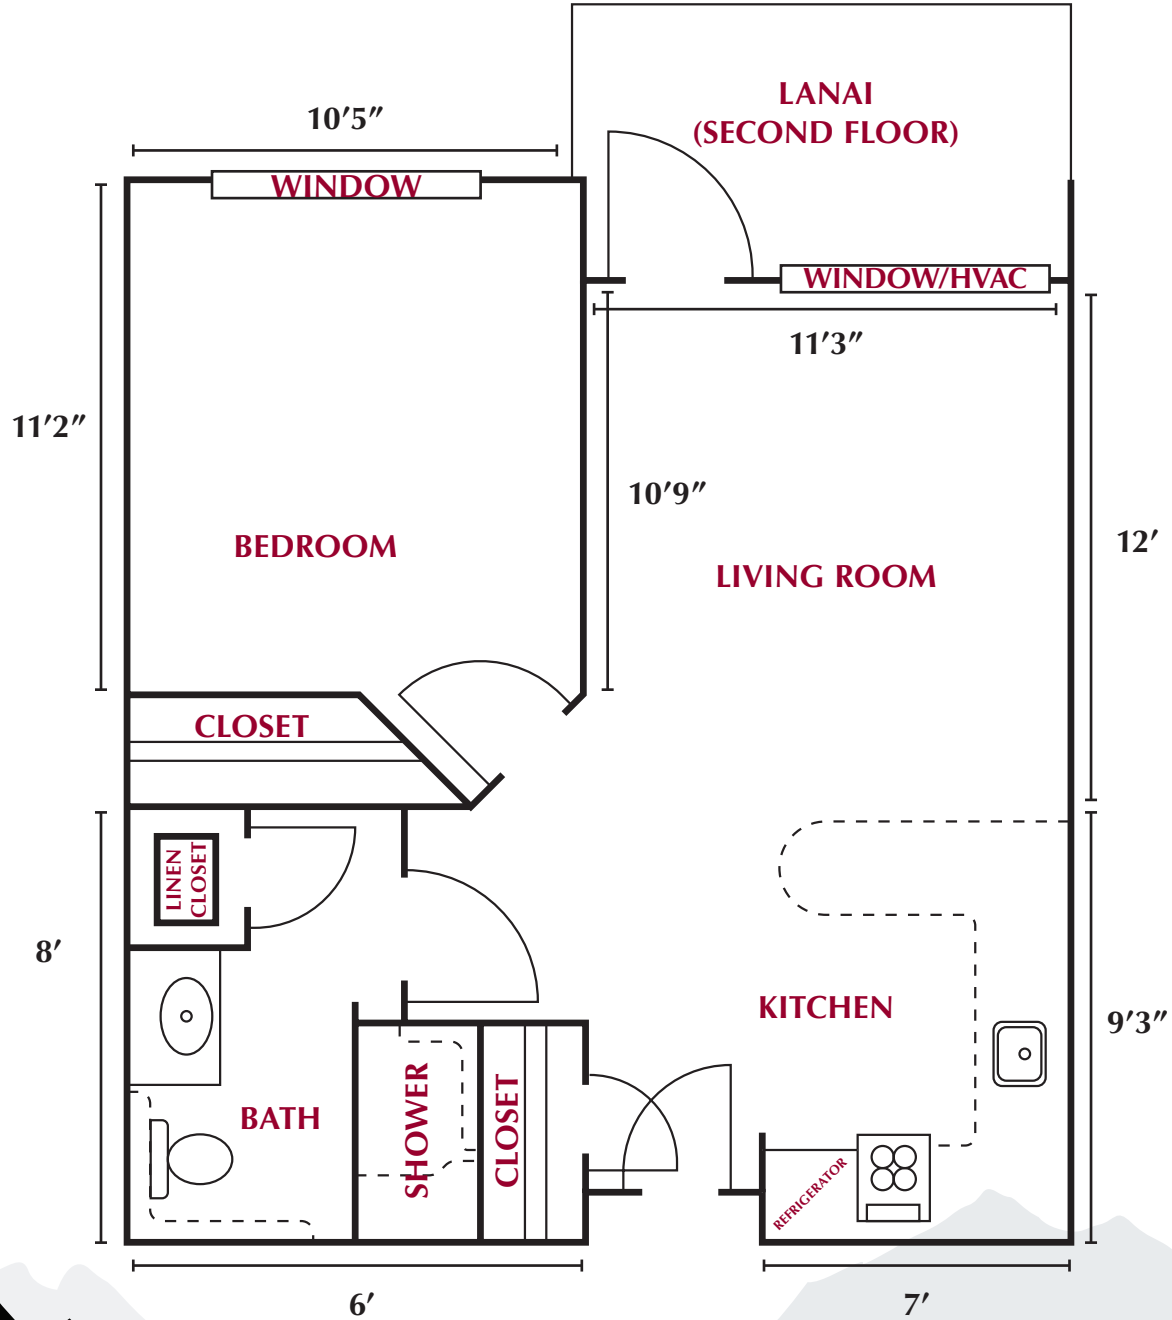 LANAI
(SECOND FLOOR)
10′5″
WINDOW
WINDOW/HVAC
11′3″
11′2″
10′9″
12′
BEDROOM
LIVING ROOM
CLOSET
LINEN
CLOSET
8′
KITCHEN
9′3″
BATH
SHOWER
CLOSET
REFRIGERATOR
6′
7′